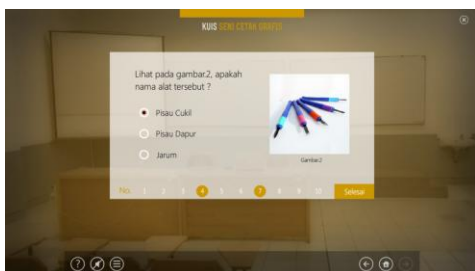 KUIS SENI CETAK GRAFIS
Lihat pada gambar.2, apakah
nama alat tersebut ?
Pisau Cukil
Pisau Dapur
Jarum
Gambar.2
No. 1 2 3 4 5 6 7 8 9 10 Selesai